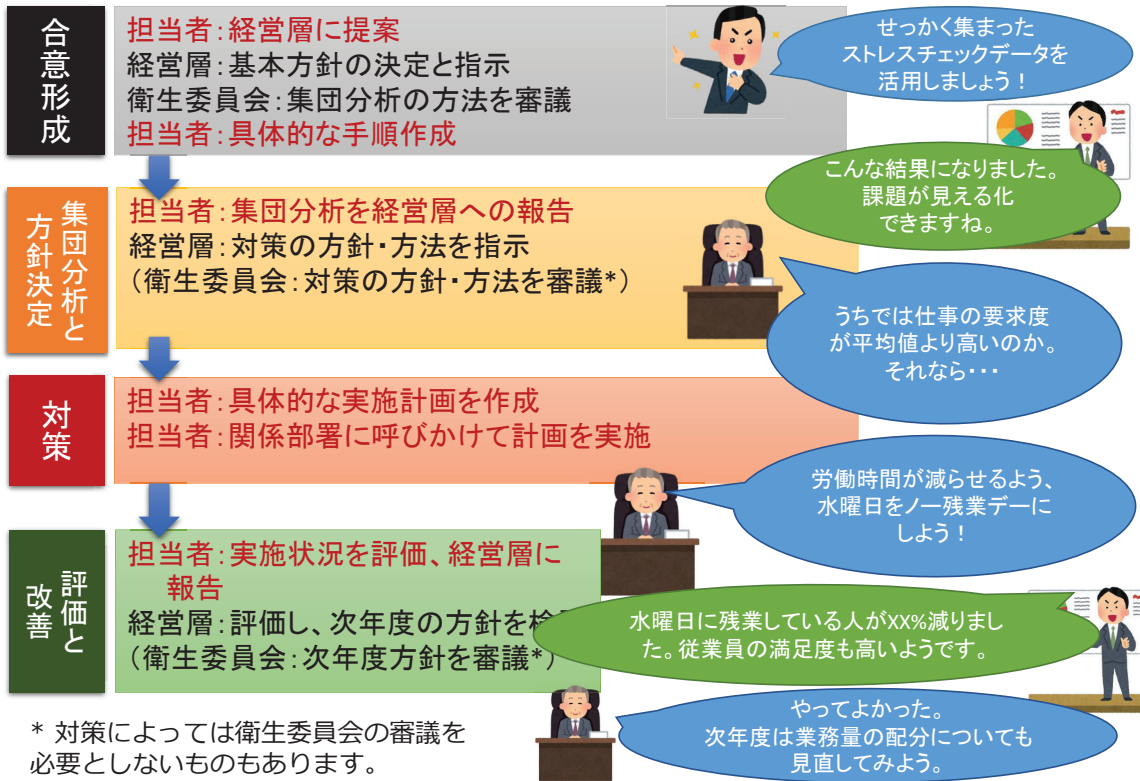 合意形成
担当者：経営層に提案
経営層：基本方針の決定と指示
衛生委員会：集団分析の方法を審議
担当者：具体的な手順作成
せっかく集まった
ストレスチェックデータを
活用しましょう！
集団分析と
方針決定
担当者：集団分析を経営層への報告
経営層：対策の方針・方法を指示
（衛生委員会：対策の方針・方法を審議*）
こんな結果になりました。
課題が見える化
できますね。
うちでは仕事の要求度
が平均値より高いのか。
それなら・・・
対策
担当者：具体的な実施計画を作成
担当者：関係部署に呼びかけて計画を実施
労働時間が減らせるよう、
水曜日をノー残業デーに
しよう！
評価と
改善
担当者：実施状況を評価、経営層に
報告
経営層：評価し、次年度の方針を
（衛生委員会：次年度方針を審議*）
水曜日に残業している人がXX%減りまし
た。従業員の満足度も高いようです。
やってよかった。
次年度は業務量の配分についても
見直してみよう。
* 対策によっては衛生委員会の審議を
必要としないものもあります。